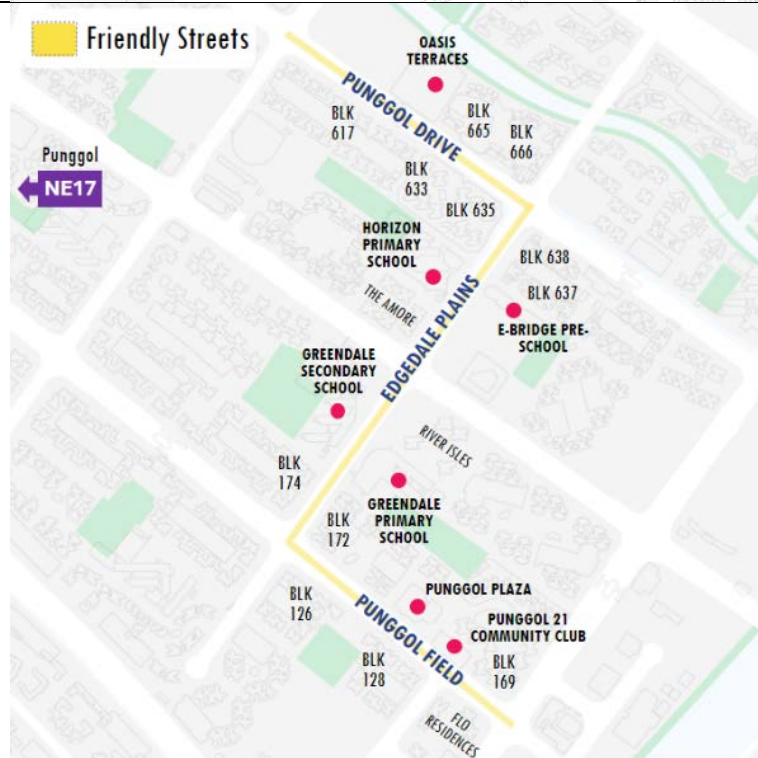 Friendly Streets
OASIS
TERRACES
PUNGGOL DRIVE
BLK
617
BLK
665
BLK
666
Punggol
NE17
BLK
633
BLK 635
HORIZON
PRIMARY
SCHOOL
BLK 638
BLK 637
THE AMORE
EDGEDALE PLAINS
E-BRIDGE PRE-
SCHOOL
GREENDALE
SECONDARY
SCHOOL
RIVER ISLES
BLK
174
GREENDALE
PRIMARY
SCHOOL
BLK
172
BLK
126
PUNGGOL PLAZA
PUNGGOL FIELD
PUNGGOL 21
COMMUNITY CLUB
BLK
128
BLK
169
FLO
RESIDENCES